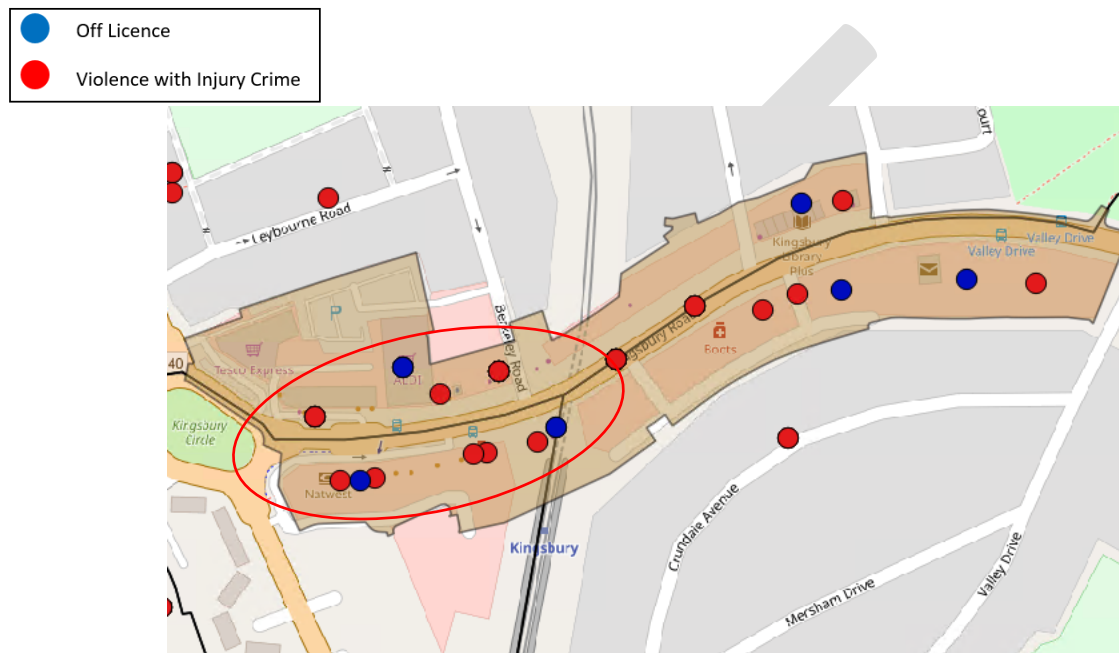 Off Licence
Violence with Injury Crime
Court
Leybourne Road
Kingsbury
Library
Plus
Valley Drive
Valley Drive
Berkeley Road
Kingsbury Road
Boots
40
Tesco Express
ALDI
Kingsbury
Circle
Natwest
Crundale Avenue
Kingsbury
Mersham Drive
Valley Drive